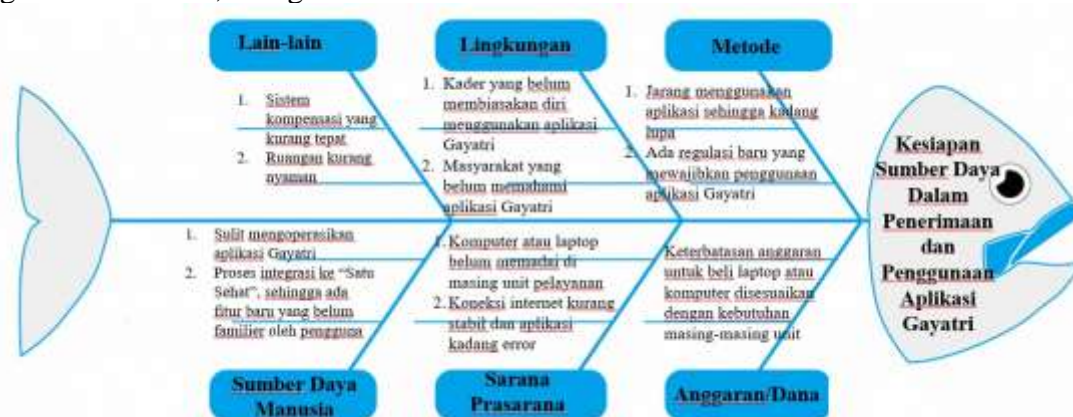 Lain-lain
1. Sistem
kompensasi yang
kurang tepat
2. Ruangan kurang
nyaman
Lingkungan
1. Kader yang belum
membiasakan diri
menggunakan aplikasi
Gayatri
2. Masyarakat yang
belum memahami
aplikasi Gayatri
Metode
1. Jarang menggunakan
aplikasi sehingga kadang
lupa
2. Ada regulasi baru yang
mewajibkan penggunaan
aplikasi Gayatri
Kesiapan
Sumber Daya
Dalam
Penerimaan
dan
Penggunaan
Aplikasi
Gayatri
1. Sulit mengoperasikan
aplikasi Gayatri
2. Proses integrasi ke “Satu
Sehat”, sehingga ada
fitur baru yang belum
familier oleh pengguna
Sumber Daya
Manusia
1. Komputer atau laptop
belum memadai di
masing unit pelayanan
2. Koneksi internet kurang
stabil dan aplikasi
kadang error
Sarana
Prasarana
Keterbatasan anggaran
untuk beli laptop atau
komputer disesuaikan
dengan kebutuhan
masing-masing unit
Anggaran/Dana